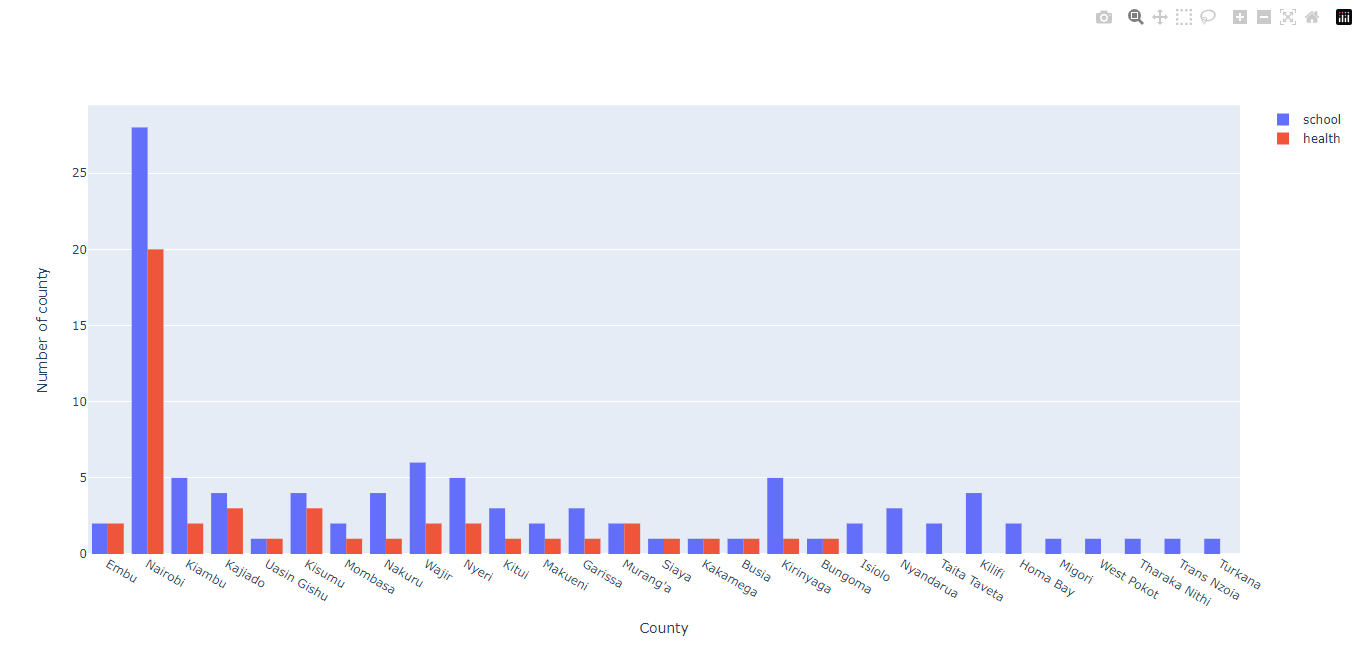 school
health
25
20
15
10
5
0
Number of county
Embu
Nairobi
Kiambu
Kajiado
Uasin Gishu
Kisumu
Mombasa
Nakuru
Wajir
Nyeri
Kitui
Makueni
Garissa
Murang'a
Siaya
Kakamega
Busia
Kirinyaga
Bungoma
Isiolo
Nyandarua
Taita Taveta
Kilifi
Homa Bay
Migori
West Pokot
Tharaka Nithi
Trans Nzoia
Turkana
County